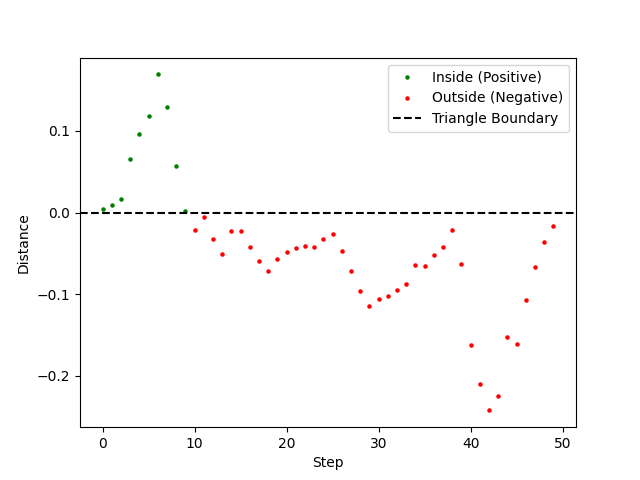 Inside (Positive)
Outside (Negative)
Triangle Boundary
0.1
0.0
−0.1
−0.2
Distance
0
10
20
30
40
50
Step